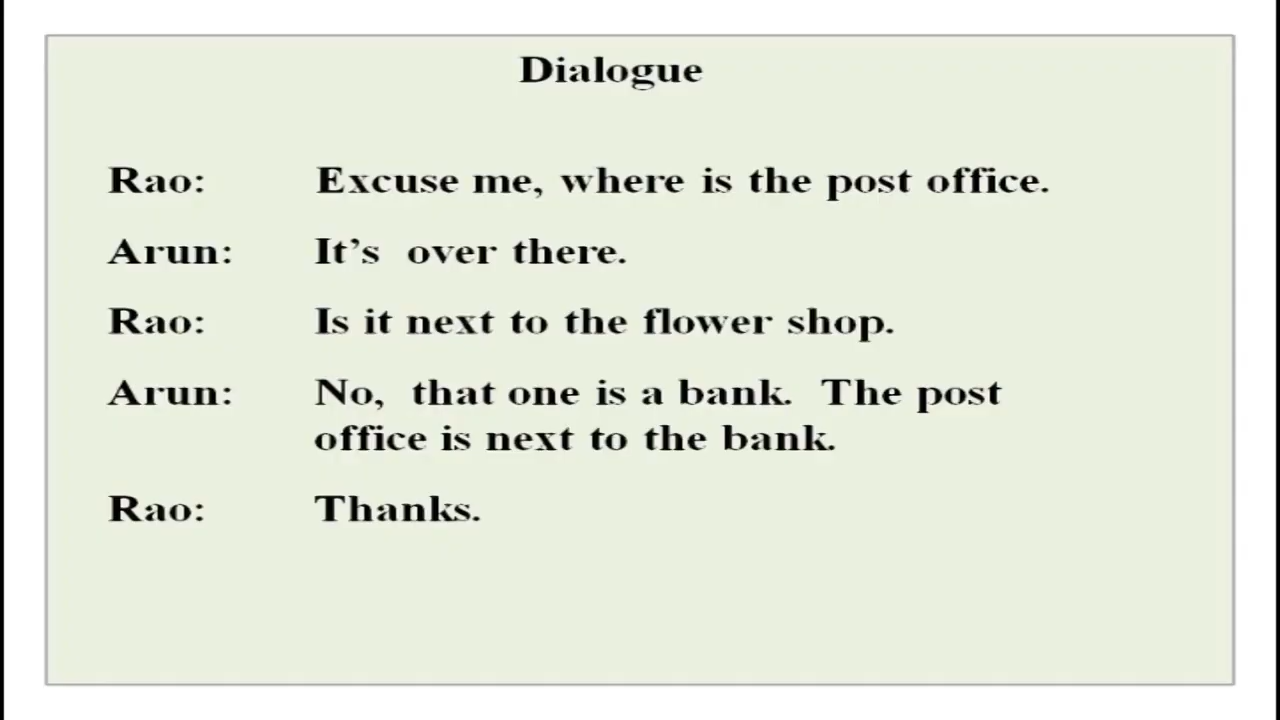 Dialogue
Rao: Excuse me, where is the post office.
Arun: It’s over there.
Rao: Is it next to the flower shop.
Arun: No, that one is a bank. The post
office is next to the bank.
Rao: Thanks.